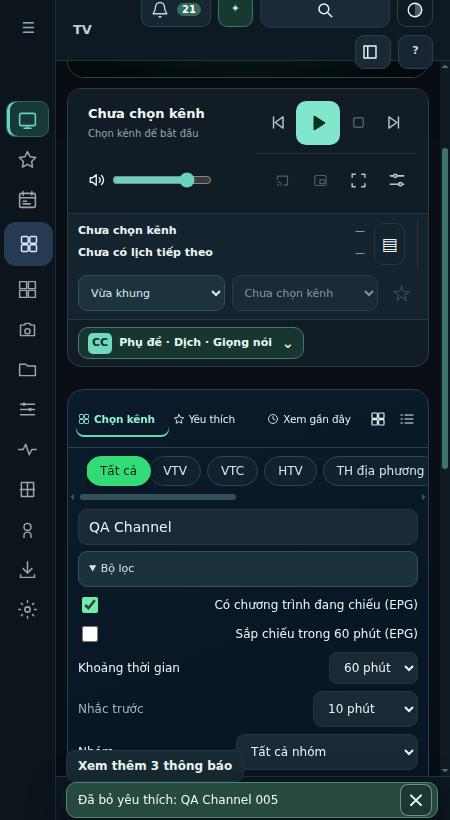 ☰
TV
21
?
Chưa chọn kênh
Chọn kênh để bắt đầu
Chưa chọn kênh —
Chưa có lịch tiếp theo —
Vừa khung Chưa chọn kênh
CC Phụ đề · Dịch · Giọng nói
Chọn kênh Yêu thích Xem gần đây
Tất cả VTV VTC HTV TH địa phương
QA Channel
▼ Bộ lọc
Có chương trình đang chiếu (EPG)
Sắp chiếu trong 60 phút (EPG)
Khoảng thời gian 60 phút
Nhắc trước 10 phút
Tất cả nhóm
Xem thêm 3 thông báo
Đã bỏ yêu thích: QA Channel 005